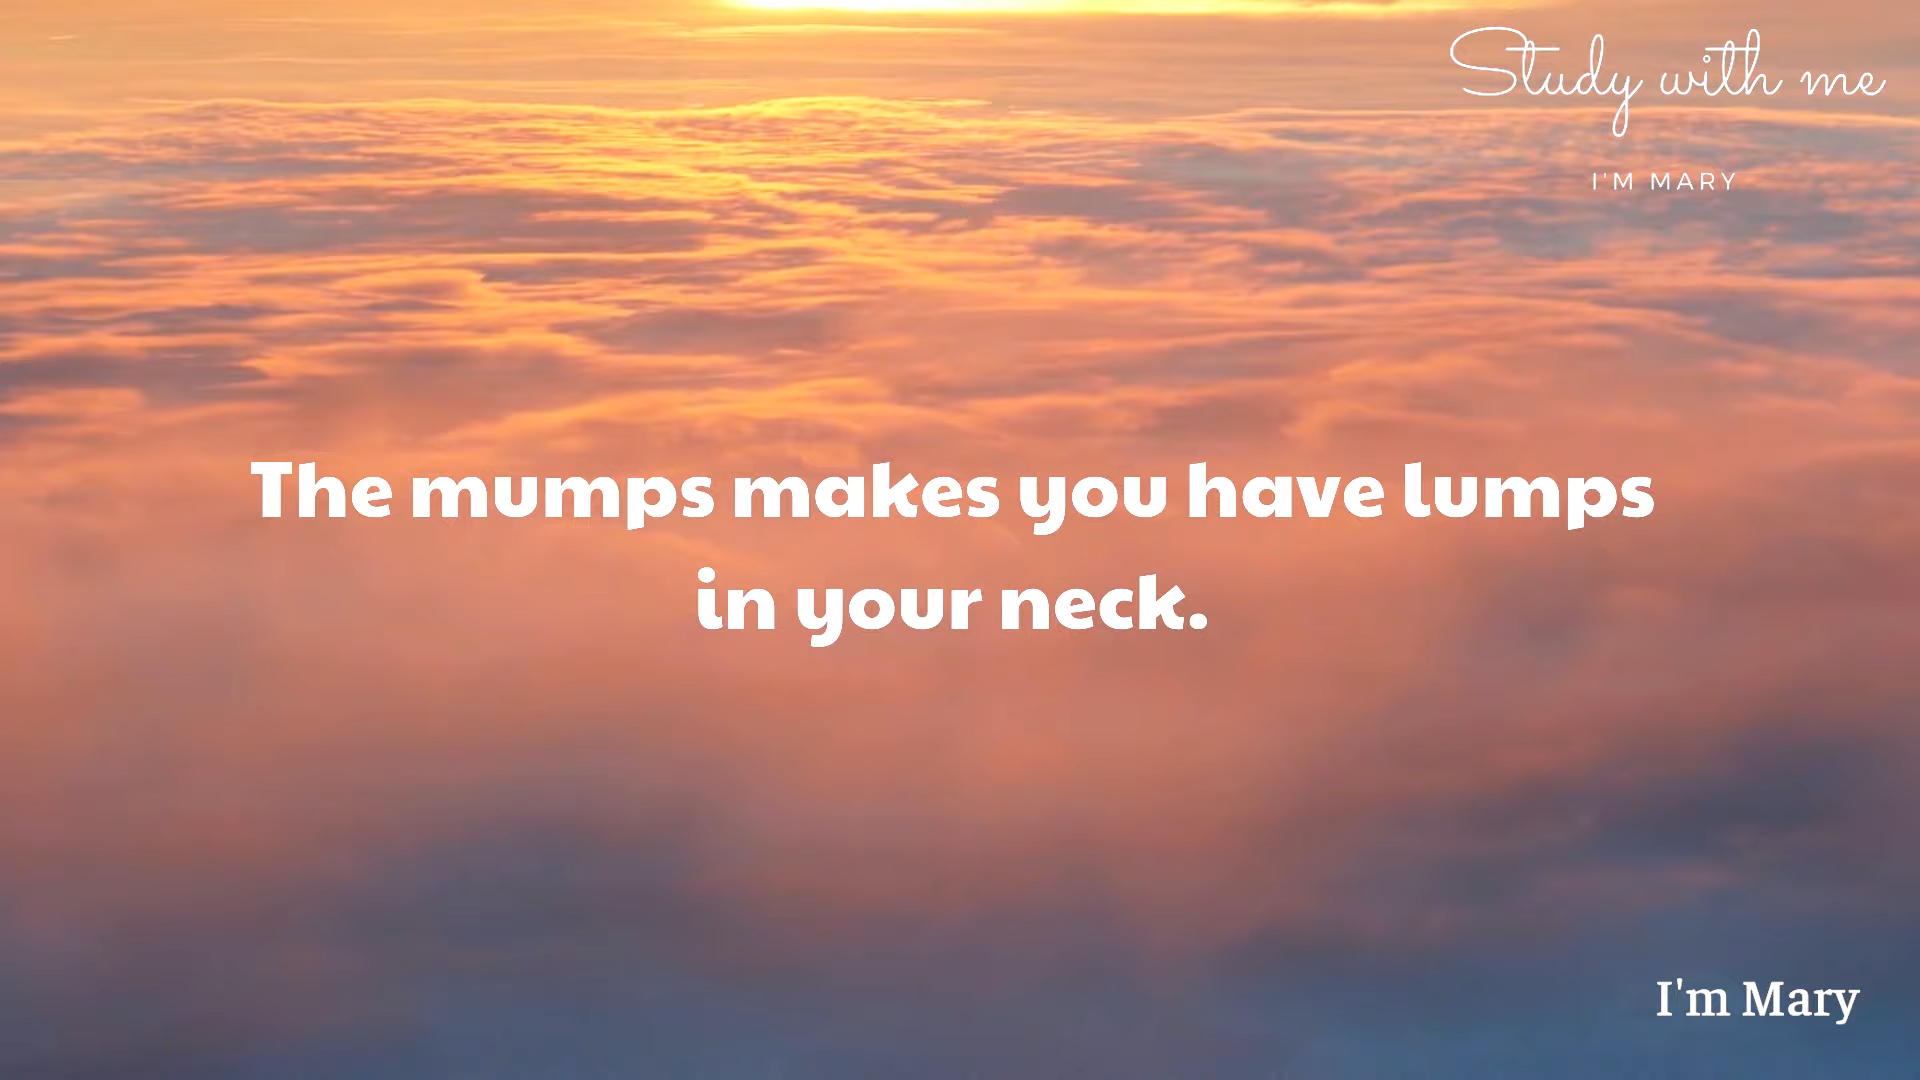 Study with me
I'M MARY
The mumps makes you have lumps
in your neck.
I'm Mary